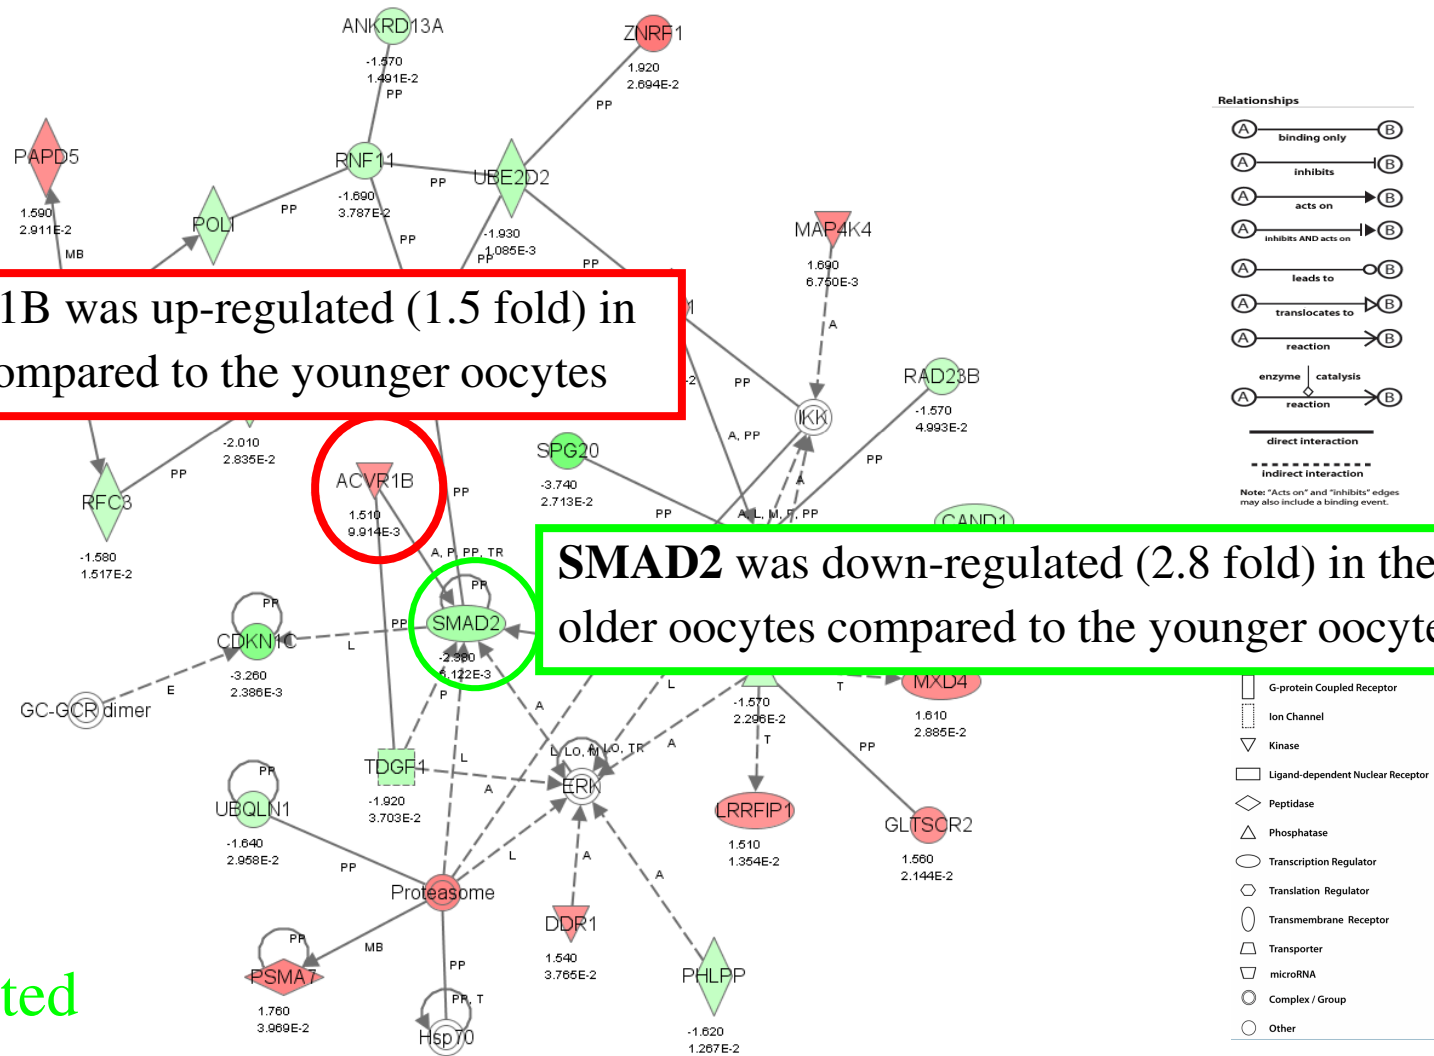 ANKRD13A
-1.570
1.491E-2
PP
ZNRF1
1.920
2.694E-2
PP
PAPD5
1.590
2.911E-2
MB
RNF11
-1.690
3.787E-2
PP
PP
PP
UBE2D2
-1.930
1.085E-3
PP
PP
POLI
MAP4K4
1.690
6.750E-3
A
1B was up-regulated (1.5 fold) in
ompared to the younger oocytes
1
-2
PP
RAD23B
-1.570
4.993E-2
PP
IKK
A, PP
A
-2.010
2.835E-2
PP
RFC3
-1.580
1.517E-2
ACVR1B
1.510
9.914E-3
PP
SPG20
-3.740
2.713E-2
PP
A, L, M, P, PP
CAND1
A, P, PP, TR
SMAD2 was down-regulated (2.8 fold) in the
older oocytes compared to the younger oocyte
PP
SMAD2
PP
L
PP
CDKN1C
-3.260
2.386E-3
E
GC-GCR dimer
P
A
L
-1.570
2.296E-2
T
T
MXD4
1.610
2.885E-2
PP
A
TDGF1
-1.920
3.703E-2
L
A
L, LO, M
LO, TR
ERK
LRRFIP1
1.510
1.354E-2
GLTSCR2
1.560
2.144E-2
PP
UBQLN1
-1.640
2.958E-2
PP
L
A
A
Proteasome
DDR1
1.540
3.765E-2
PHLPP
-1.620
1.267E-2
MB
PP
PP
PSMA7
1.760
3.969E-2
PP, T
Hsp70
ted
Relationships
A binding only B
A inhibits B
A acts on B
A inhibits AND acts on B
A leads to B
A translocates to B
A reaction B
enzyme catalysis
A reaction B
direct interaction
indirect interaction
Note: "Acts on" and "inhibits" edges
may also include a binding event.
G-protein Coupled Receptor
Ion Channel
Kinase
Ligand-dependent Nuclear Receptor
Peptidase
Phosphatase
Transcription Regulator
Translation Regulator
Transmembrane Receptor
Transporter
microRNA
Complex / Group
Other